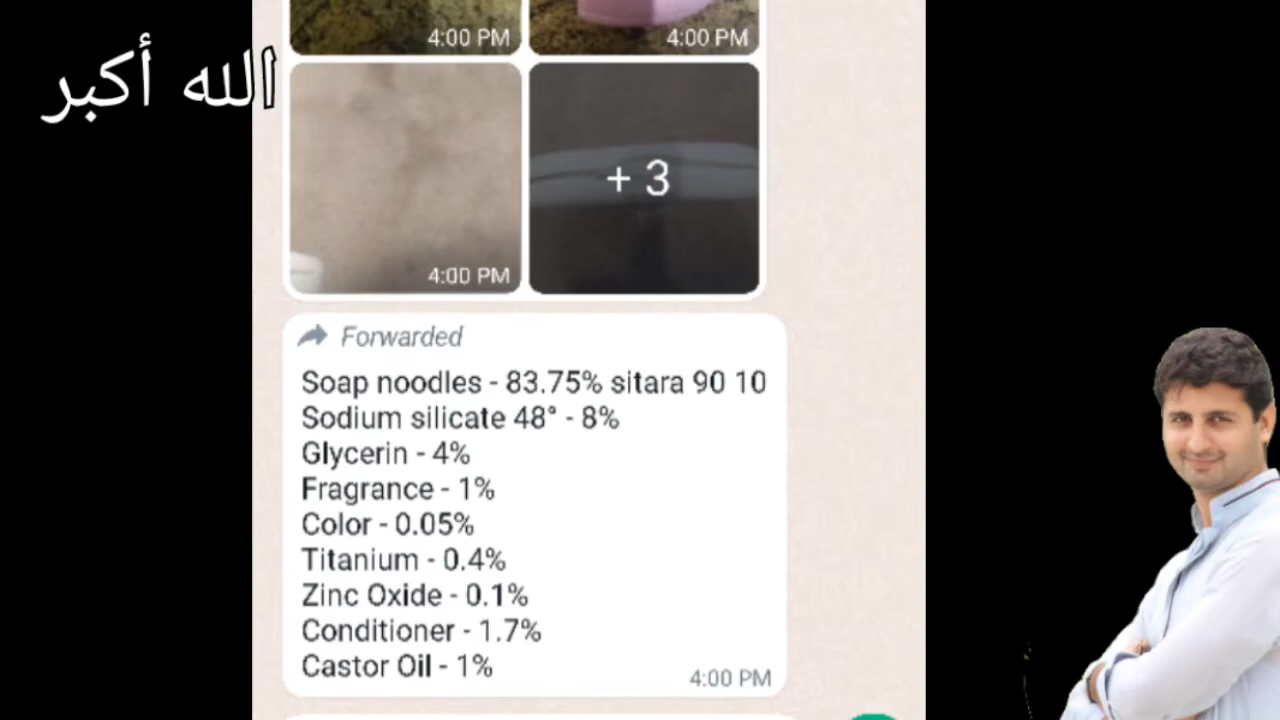 الله أكبر
4:00 PM
4:00 PM
4:00 PM
+ 3
Forwarded
Soap noodles - 83.75% sitara 90 10
Sodium silicate 48° - 8%
Glycerin - 4%
Fragrance - 1%
Color - 0.05%
Titanium - 0.4%
Zinc Oxide - 0.1%
Conditioner - 1.7%
Castor Oil - 1%
4:00 PM